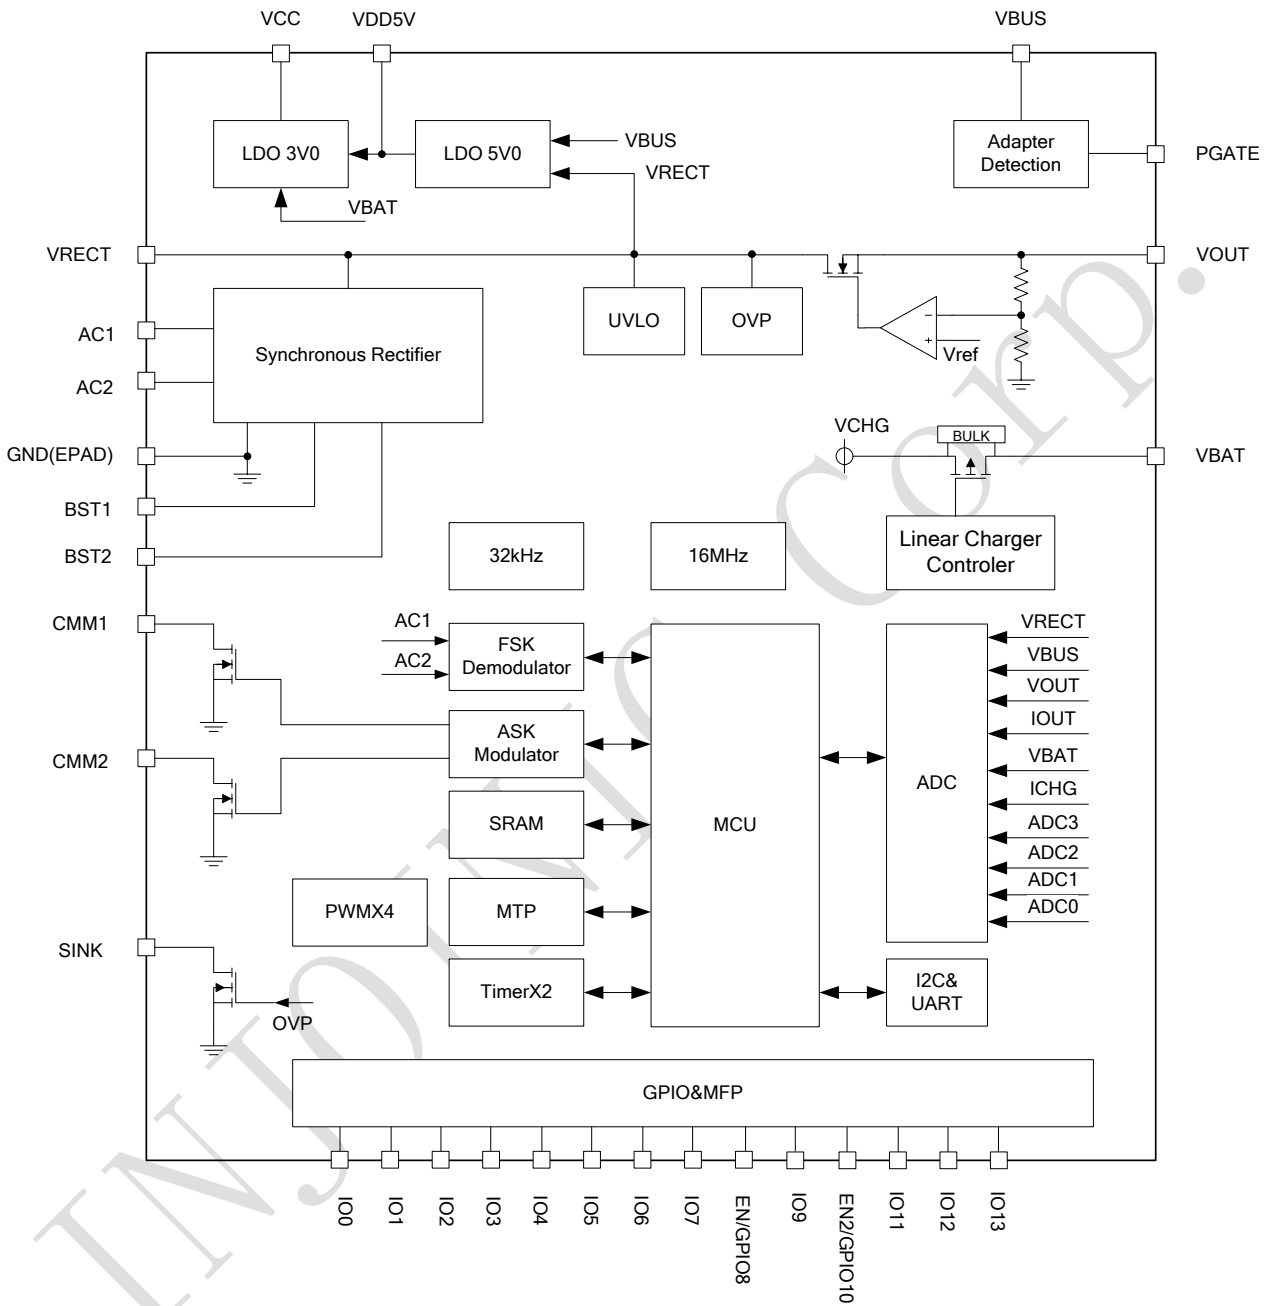 VCC
VDD5V
VBUS
LDO 3V0
LDO 5V0
VBUS
VRECT
VBAT
Adapter
Detection
PGATE
VRECT
VOUT
UVLO
OVP
Vref
AC1
AC2
Synchronous Rectifier
GND(EPAD)
BST1
BST2
VCHG
BULK
VBAT
Linear Charger
Controler
32kHz
16MHz
CMM1
AC1
AC2
FSK
Demodulator
ASK
Modulator
CMM2
SRAM
MCU
ADC
VRECT
VBUS
VOUT
IOUT
VBAT
ICHG
ADC3
ADC2
ADC1
ADC0
PWMX4
MTP
SINK
OVP
TimerX2
I2C&
UART
GPIO&MFP
IO0
IO1
IO2
IO3
IO4
IO5
IO6
IO7
EN/GPIO8
IO9
EN2/GPIO10
IO11
IO12
IO13
INJOINIC Corp.